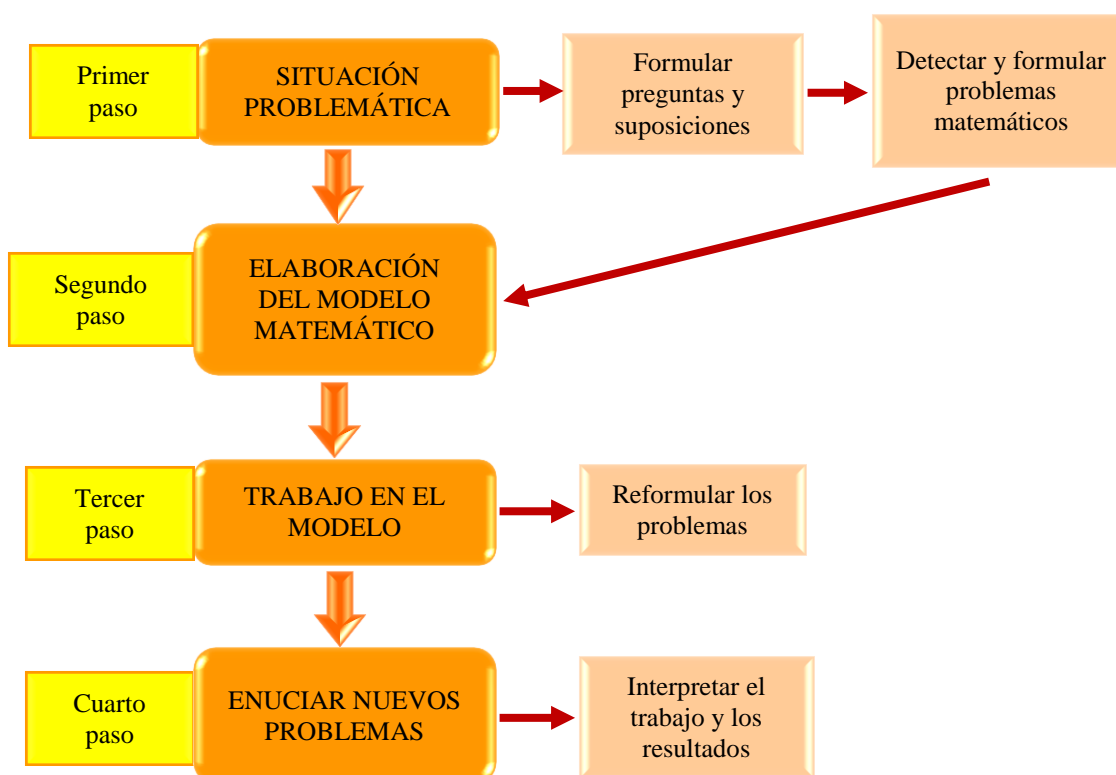 Primer
paso
SITUACIÓN
PROBLEMÁTICA
Formular
preguntas y
suposiciones
Detectar y formular
problemas
matemáticos
Segundo
paso
ELABORACIÓN
DEL MODELO
MATEMÁTICO
Tercer
paso
TRABAJO EN EL
MODELO
Reformular los
problemas
Cuarto
paso
ENUCIAR NUEVOS
PROBLEMAS
Interpretar el
trabajo y los
resultados